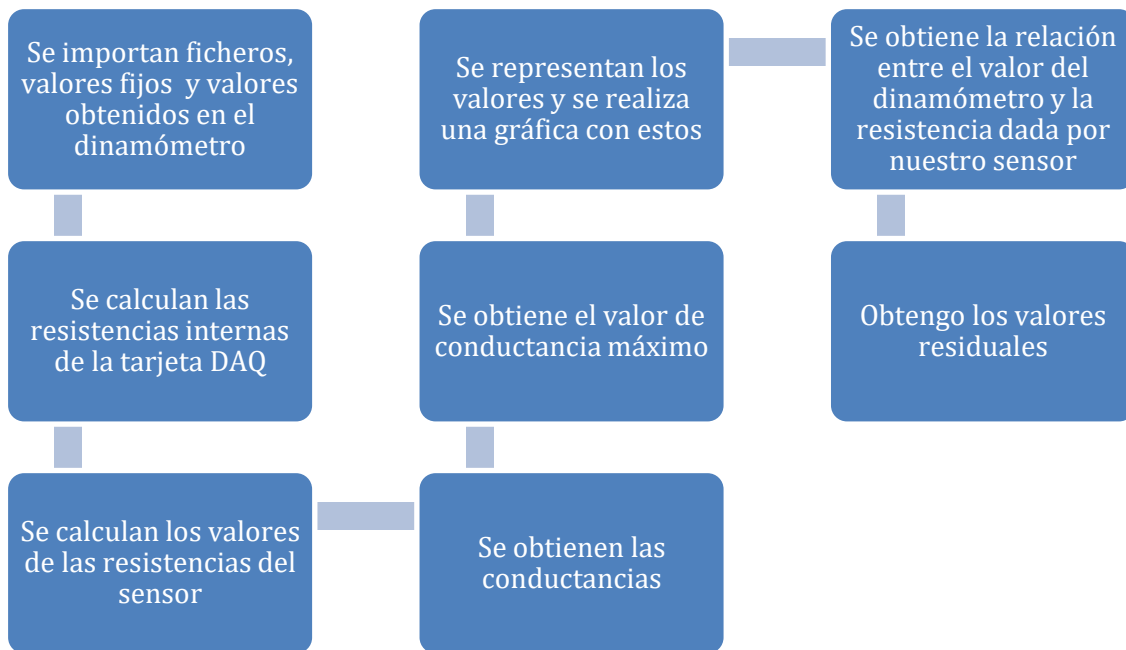 Se importan ficheros,
valores fijos y valores
obtenidos en el
dinamómetro
Se calculan las
resistencias internas
de la tarjeta DAQ
Se calculan los valores
de las resistencias del
sensor
Se obtienen las
conductancias
Se obtiene el valor de
conductancia máximo
Se representan los
valores y se realiza
una gráfica con estos
Se obtiene la relación
entre el valor del
dinamómetro y la
resistencia dada por
nuestro sensor
Obtengo los valores
residuales